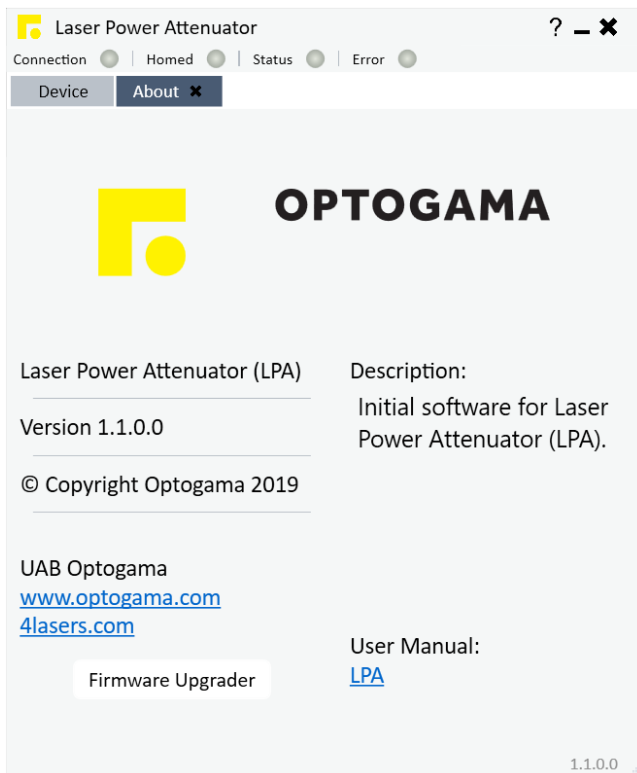 Laser Power Attenuator
?
Connection | Homed | Status | Error
Device
About
OPTOGAMA
Laser Power Attenuator (LPA)
Version 1.1.0.0
© Copyright Optogama 2019
Description:
Initial software for Laser
Power Attenuator (LPA).
UAB Optogama
www.optogama.com
4lasers.com
Firmware Upgrader
User Manual:
LPA
1.1.0.0